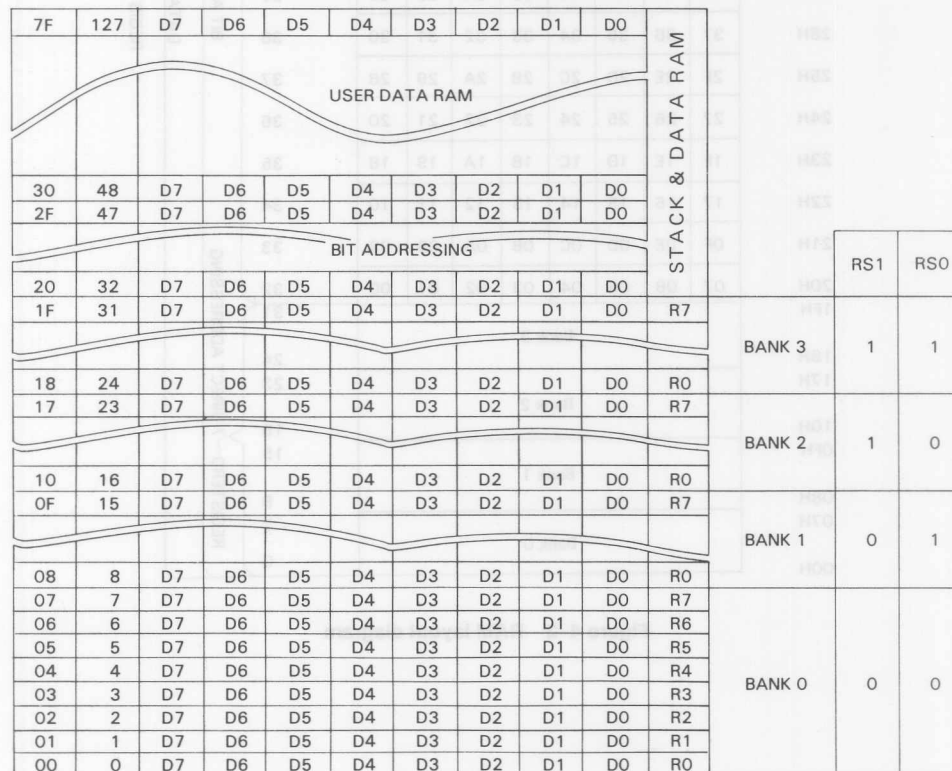 7F 127 D7 D6 D5 D4 D3 D2 D1 D0
USER DATA RAM
STACK & DATA RAM
30 48 D7 D6 D5 D4 D3 D2 D1 D0
2F 47 D7 D6 D5 D4 D3 D2 D1 D0
BIT ADDRESSING
RS1 RS0
20 32 D7 D6 D5 D4 D3 D2 D1 D0
1F 31 D7 D6 D5 D4 D3 D2 D1 D0 R7
BANK 3 1 1
18 24 D7 D6 D5 D4 D3 D2 D1 D0 R0
17 23 D7 D6 D5 D4 D3 D2 D1 D0 R7
BANK 2 1 0
10 16 D7 D6 D5 D4 D3 D2 D1 D0 R0
0F 15 D7 D6 D5 D4 D3 D2 D1 D0 R7
BANK 1 0 1
08 8 D7 D6 D5 D4 D3 D2 D1 D0 R0
07 7 D7 D6 D5 D4 D3 D2 D1 D0 R7
06 6 D7 D6 D5 D4 D3 D2 D1 D0 R6
05 5 D7 D6 D5 D4 D3 D2 D1 D0 R5
04 4 D7 D6 D5 D4 D3 D2 D1 D0 R4
BANK 0 0 0
03 3 D7 D6 D5 D4 D3 D2 D1 D0 R3
02 2 D7 D6 D5 D4 D3 D2 D1 D0 R2
01 1 D7 D6 D5 D4 D3 D2 D1 D0 R1
00 0 D7 D6 D5 D4 D3 D2 D1 D0 R0